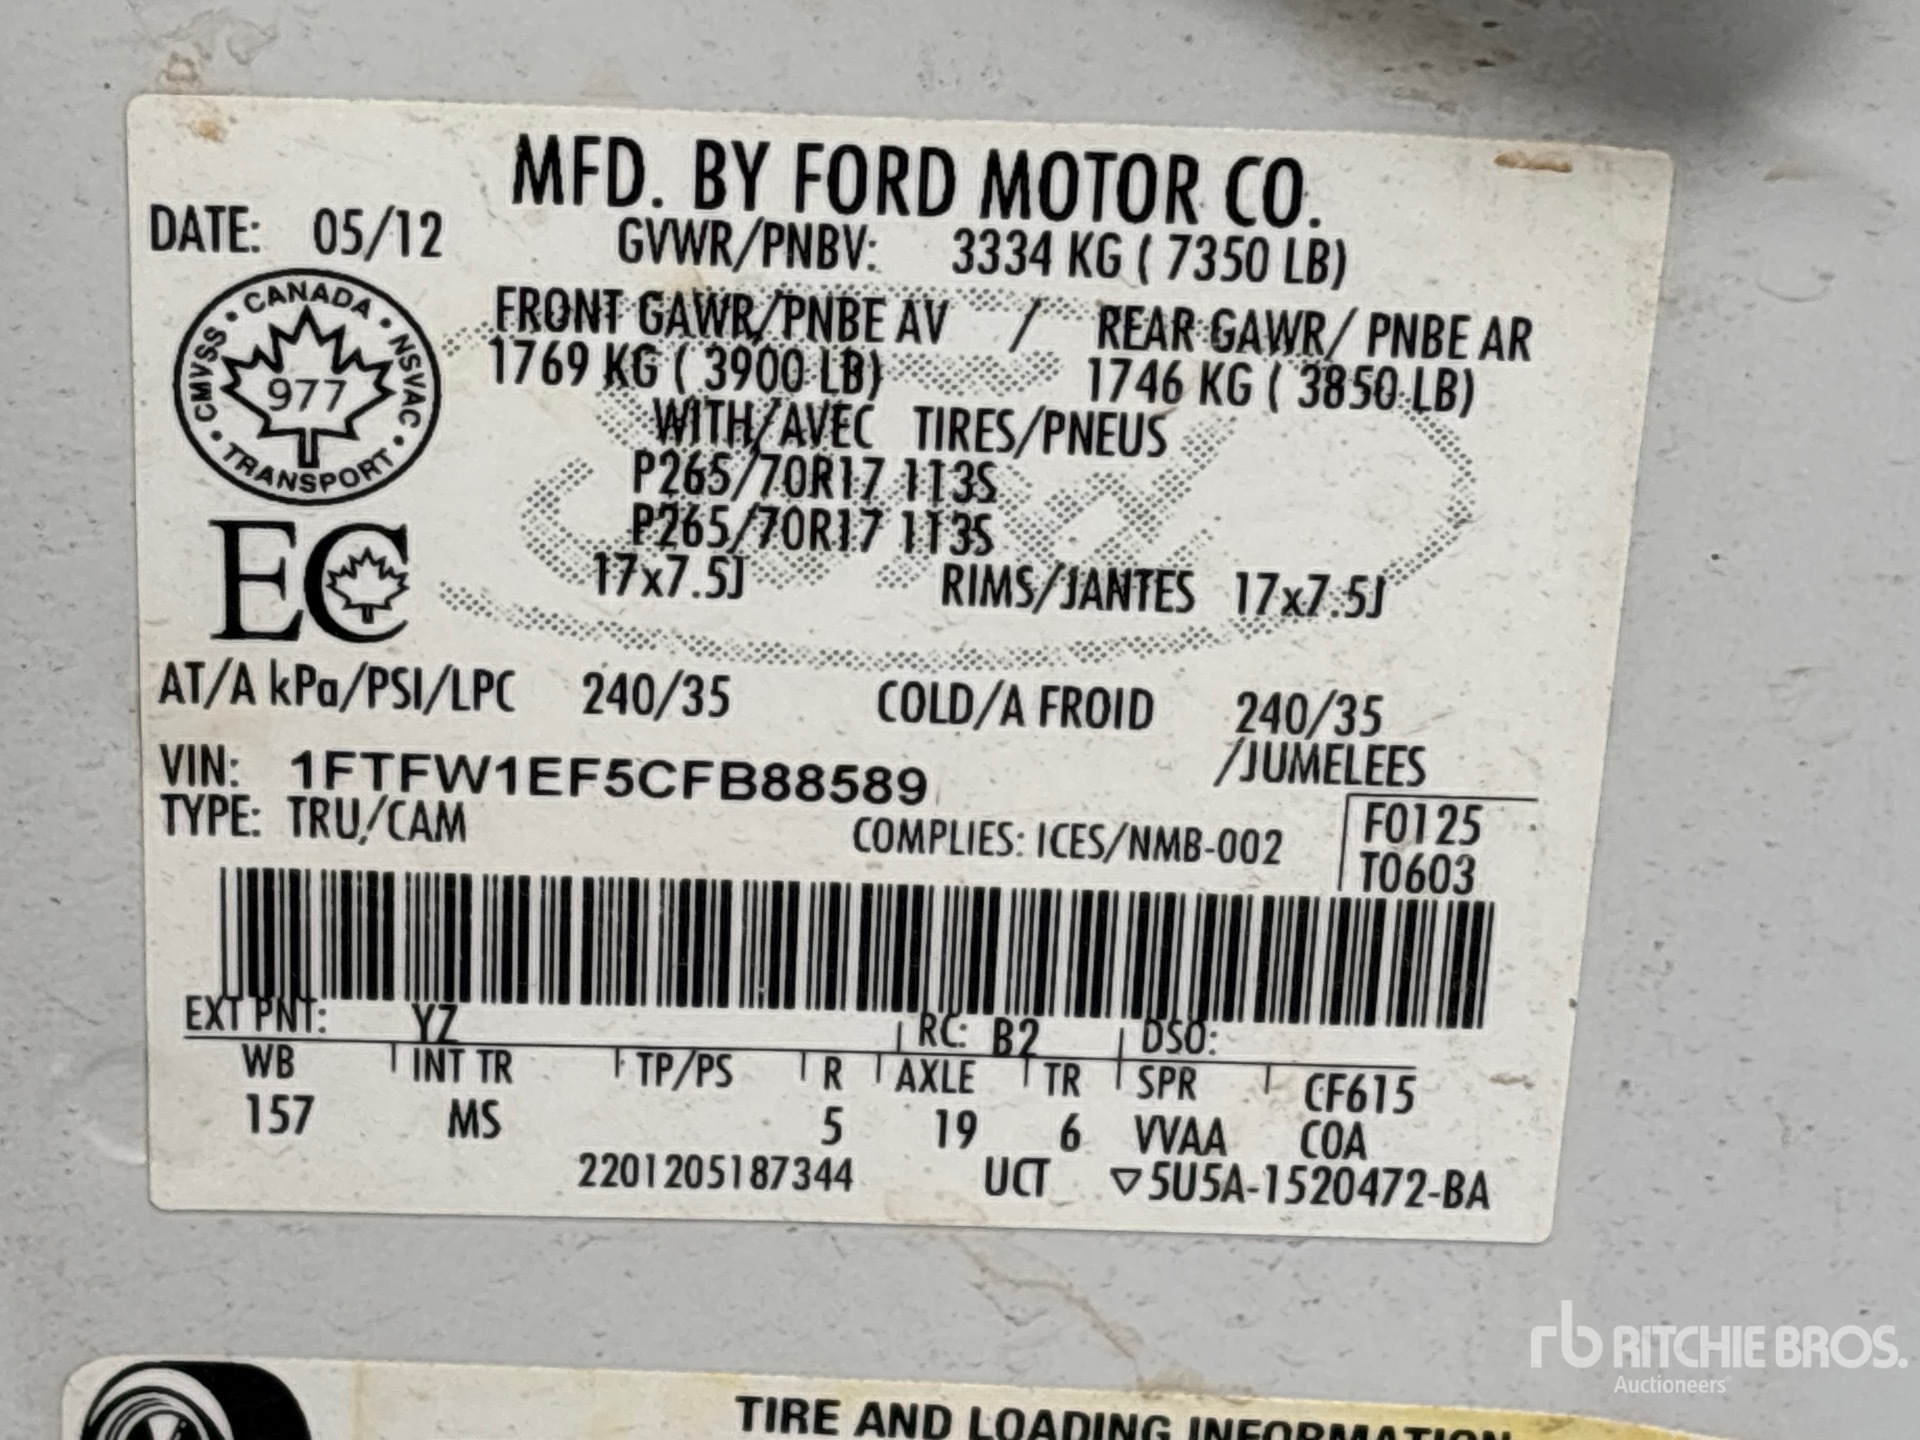 MFD. BY FORD MOTOR CO.
DATE: 05/12 GVWR/PNBV: 3334 KG ( 7350 LB)
FRONT GAWR/PNBE AV / REAR GAWR/ PNBE AR
1769 KG ( 3900 LB) 1746 KG ( 3850 LB)
WITH/AVEC TIRES/PNEUS
P265/70R17 113S
P265/70R17 113S
17x7.5J RIMS/JANTES 17x7.5J
CANADA • NSVAC • TRANSPORT • CMVSS •
977
EC
AT/A kPa/PSI/LPC 240/35 COLD/A FROID 240/35
/JUMELEES
VIN: 1FTFW1EF5CFB88589
TYPE: TRU/CAM COMPLIES: ICES/NMB-002
F0125
T0603
EXT PNT: YZ RC: B2 DSO:
WB INT TR TP/PS R AXLE TR SPR CF615
157 MS 5 19 6 VVAA COA
2201205187344 UCT ▽5U5A-1520472-BA
rb RITCHIE BROS.
Auctioneers
TIRE AND LOADING INFORMATION